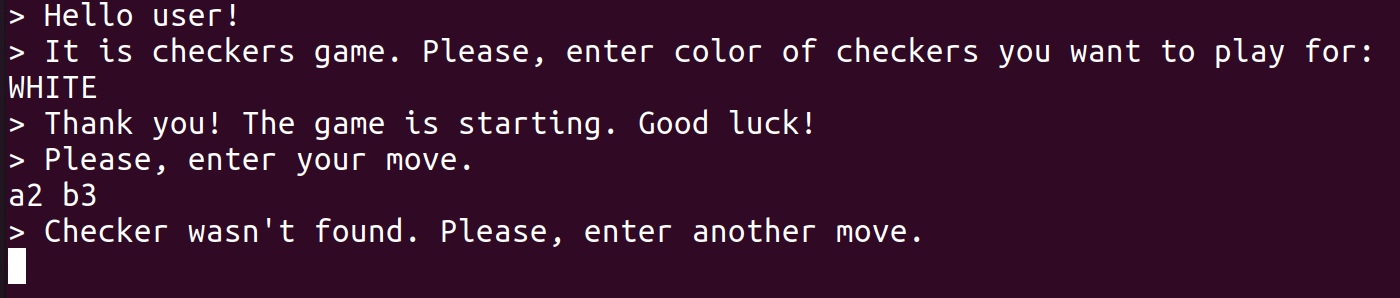 > Hello user!
> It is checkers game. Please, enter color of checkers you want to play for:
WHITE
> Thank you! The game is starting. Good luck!
> Please, enter your move.
a2 b3
> Checker wasn't found. Please, enter another move.